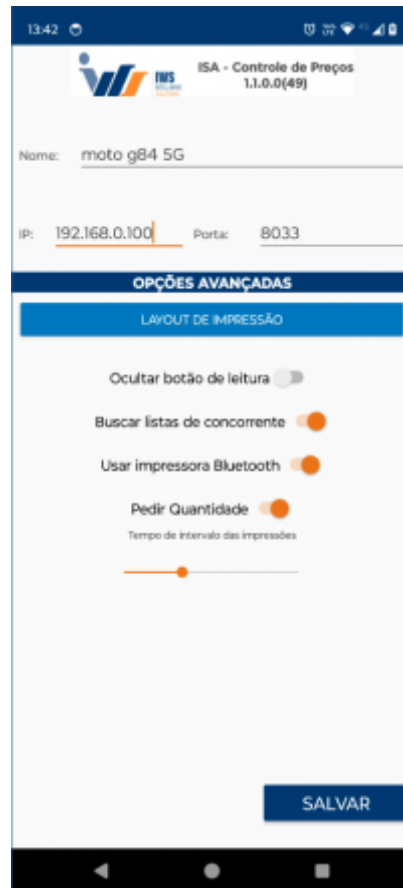 13:42
iws IWS
ISA - Controle de Preços
1.1.0.0(49)
Nome: moto g84 5G
IP: 192.168.0.100 Porta: 8033
OPÇÕES AVANÇADAS
LAYOUT DE IMPRESSÃO
Ocultar botão de leitura
Buscar listas de concorrente
Usar impressora Bluetooth
Pedir Quantidade
Tempo de intervalo das impressões
SALVAR